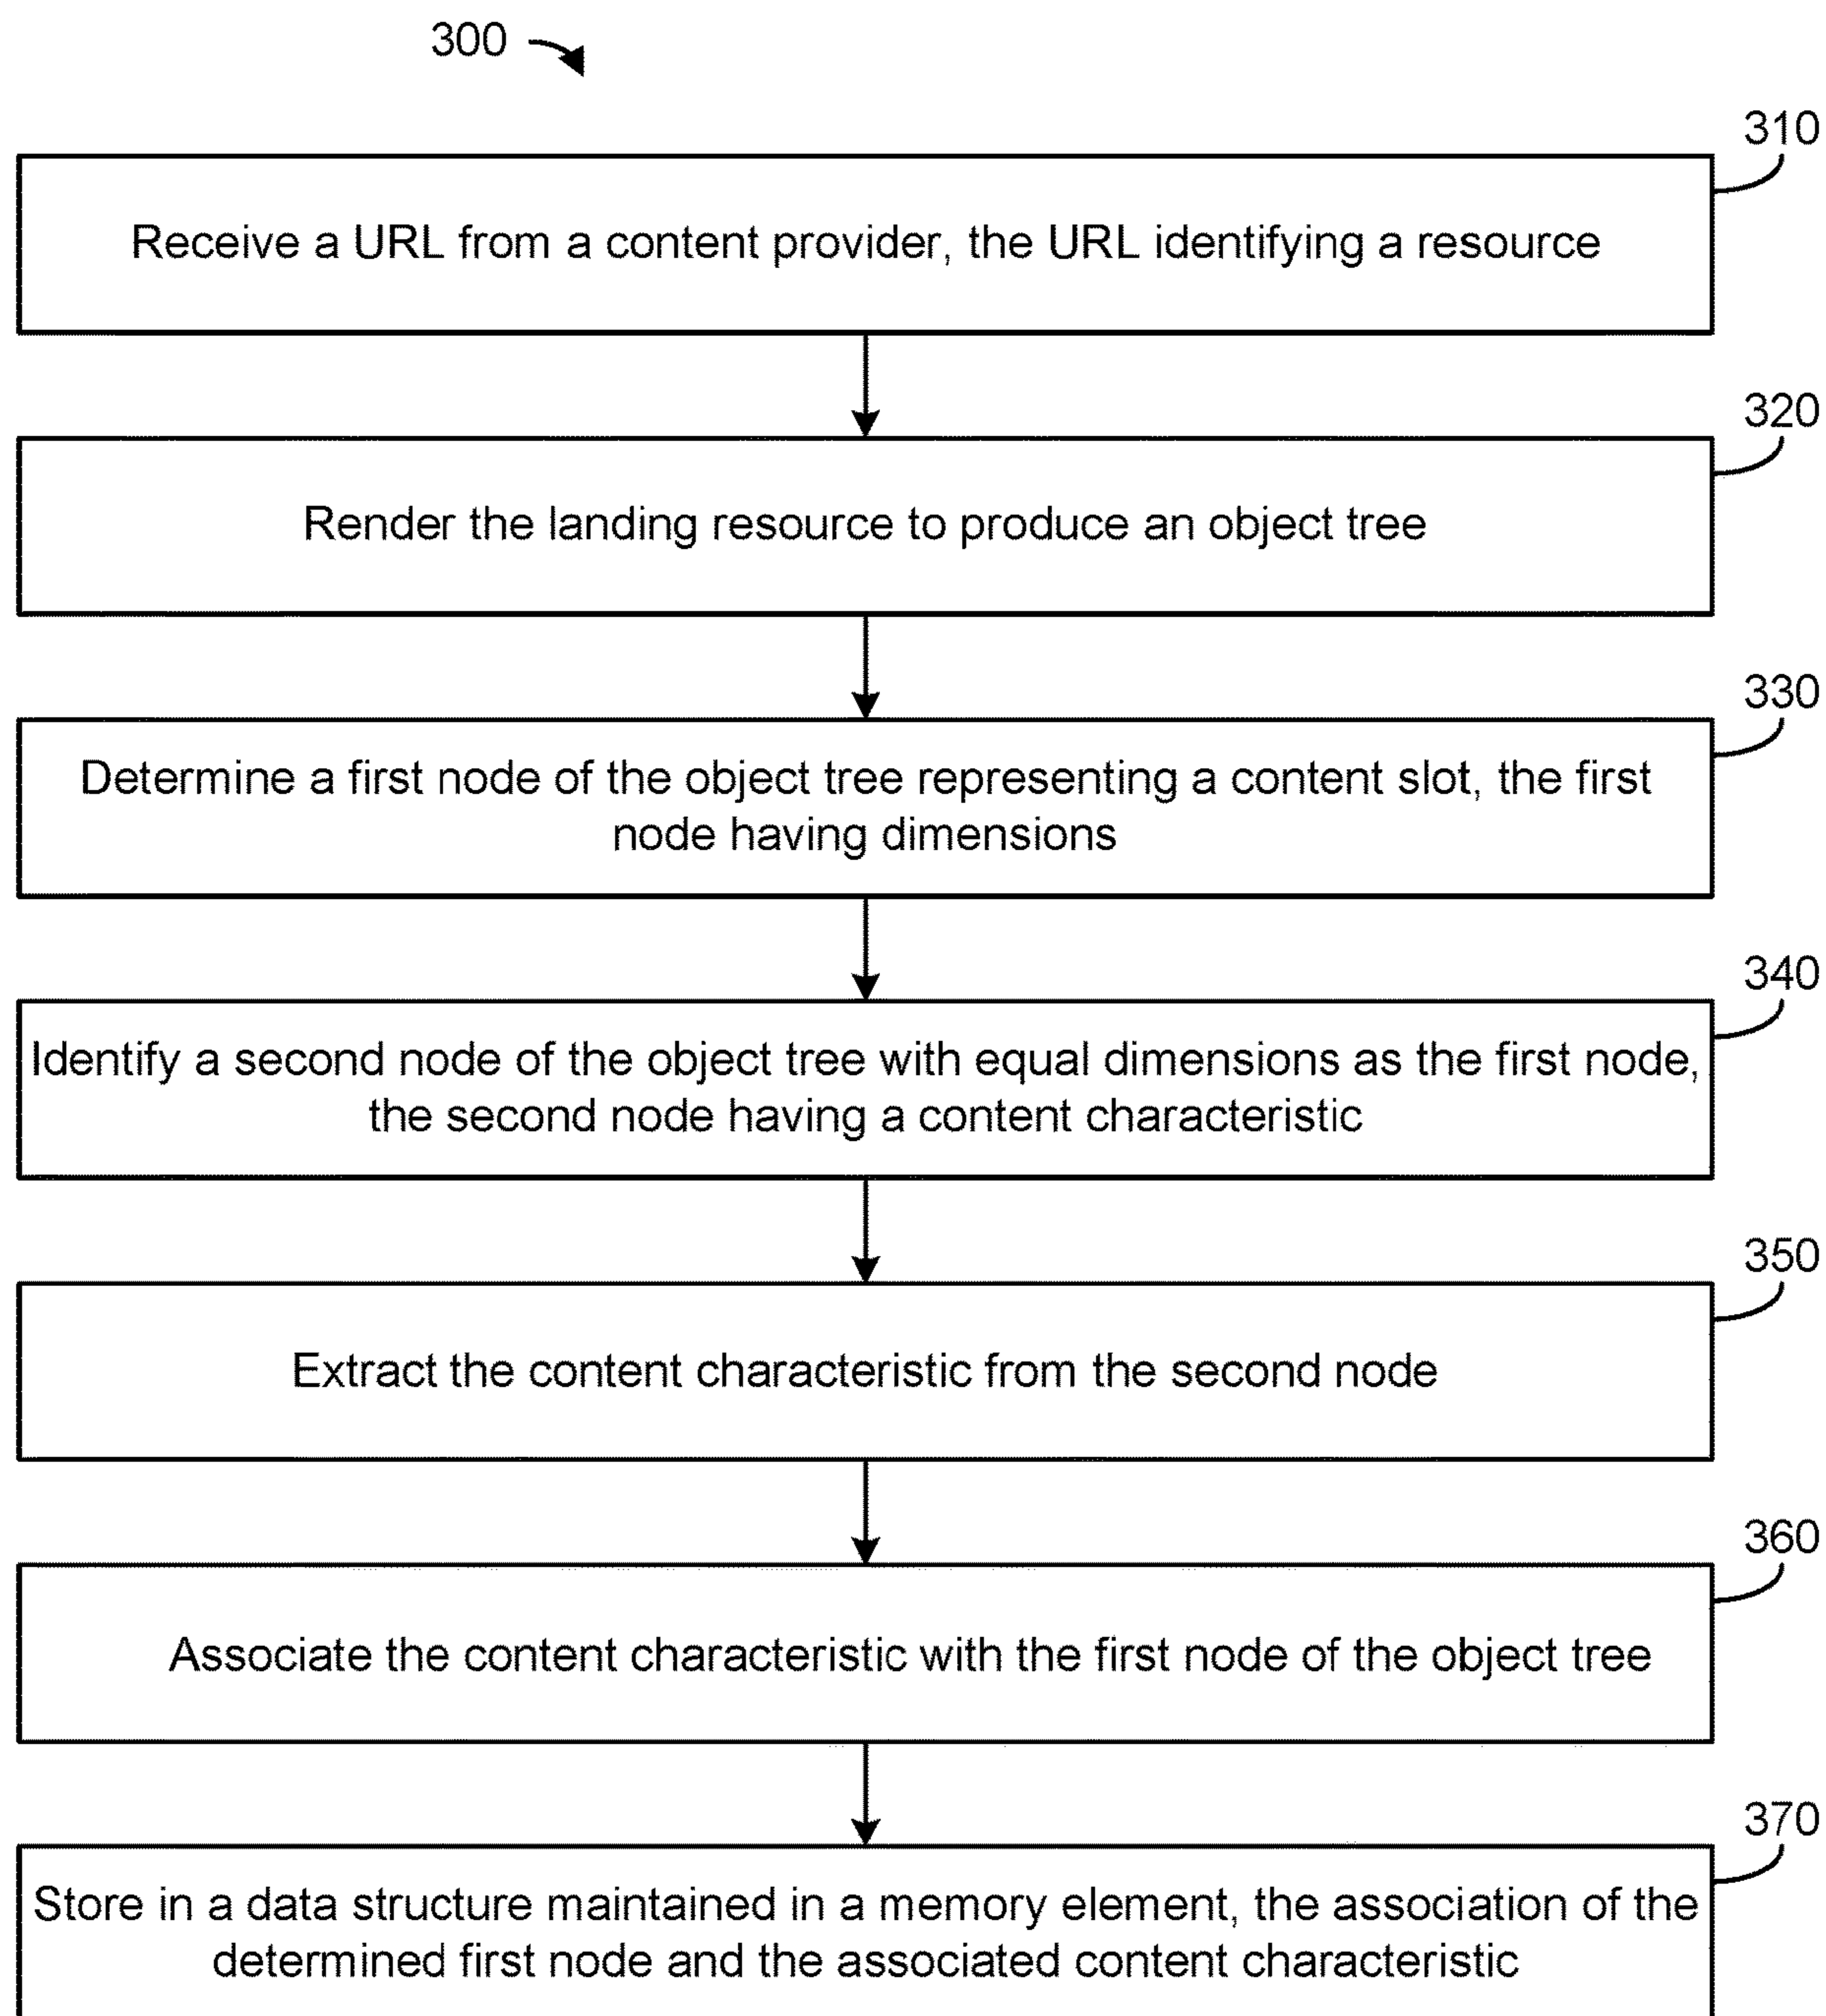 300
310
Receive a URL from a content provider, the URL identifying a resource
320
Render the landing resource to produce an object tree
330
Determine a first node of the object tree representing a content slot, the first
node having dimensions
340
Identify a second node of the object tree with equal dimensions as the first node,
the second node having a content characteristic
350
Extract the content characteristic from the second node
360
Associate the content characteristic with the first node of the object tree
370
Store in a data structure maintained in a memory element, the association of the
determined first node and the associated content characteristic